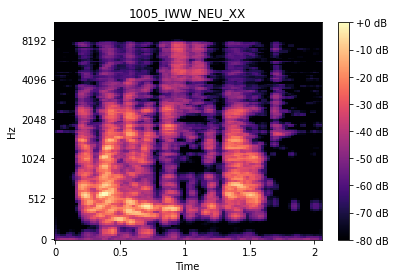 1005_IWW_NEU_XX
8192
4096
2048
1024
512
0
Hz
0
0.5
1
1.5
2
Time
+0 dB
-10 dB
-20 dB
-30 dB
-40 dB
-50 dB
-60 dB
-70 dB
-80 dB